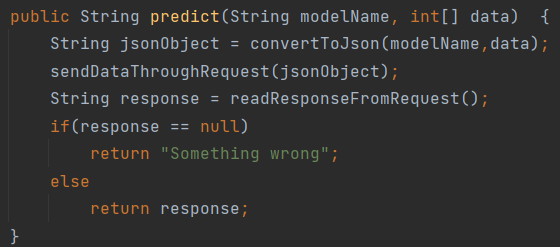 public String predict(String modelName, int[] data)  {
    String jsonObject = convertToJson(modelName,data);
    sendDataThroughRequest(jsonObject);
    String response = readResponseFromRequest();
    if(response == null)
        return "Something wrong";
    else
        return response;
}